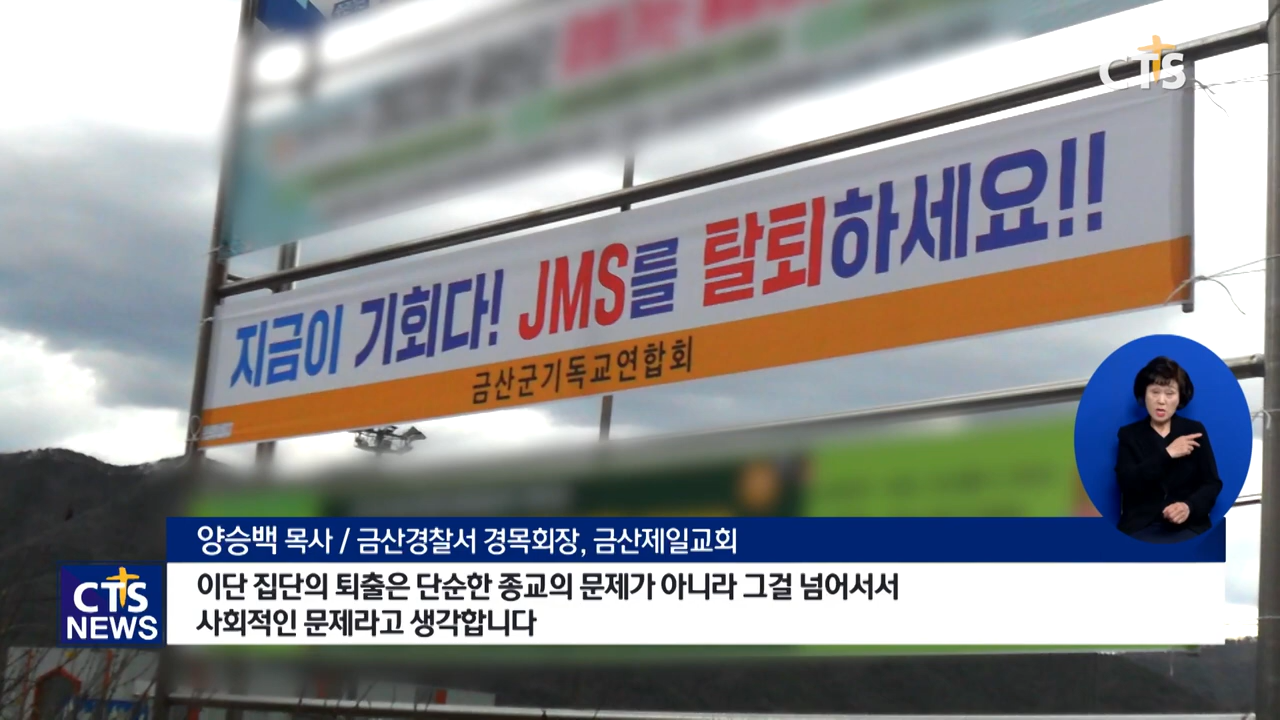 CTS
지금이 기회다! JMS를 탈퇴하세요!!
금산군기독교연합회
양승백 목사 / 금산경찰서 경목회장, 금산제일교회
CTS
NEWS
이단 집단의 퇴출은 단순한 종교의 문제가 아니라 그걸 넘어서서
사회적인 문제라고 생각합니다